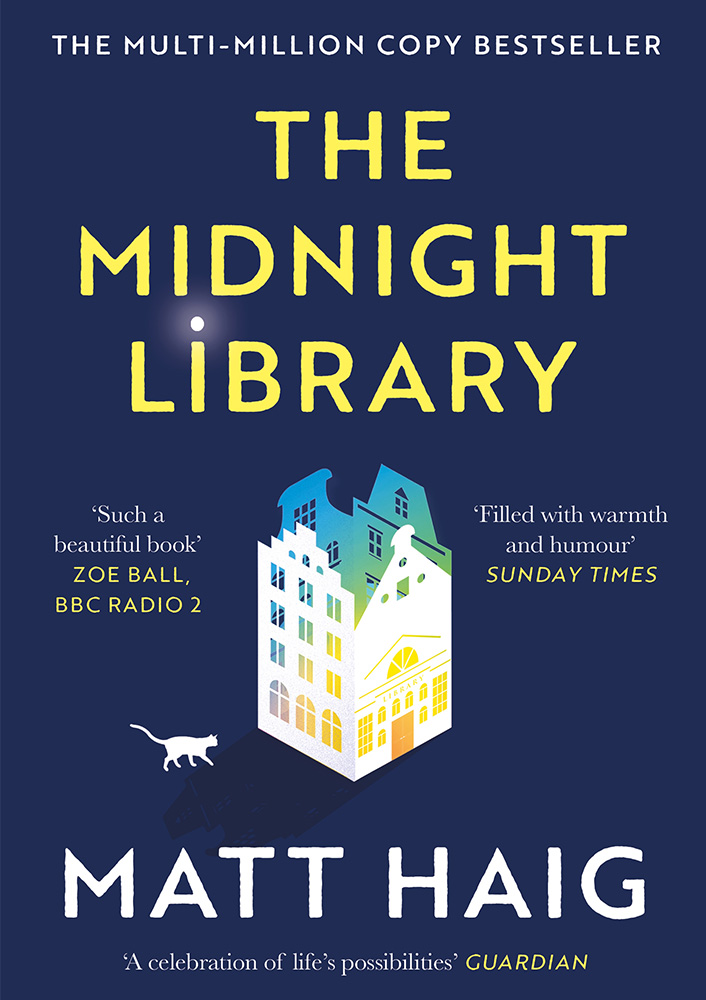 THE MULTI-MILLION COPY BESTSELLER
THE
MIDNIGHT
LiBRARY
‘Such a
beautiful book’
ZOE BALL,
BBC RADIO 2
‘Filled with warmth
and humour’
SUNDAY TIMES
LIBRARY
MATT HAIG
‘A celebration of life’s possibilities’ GUARDIAN